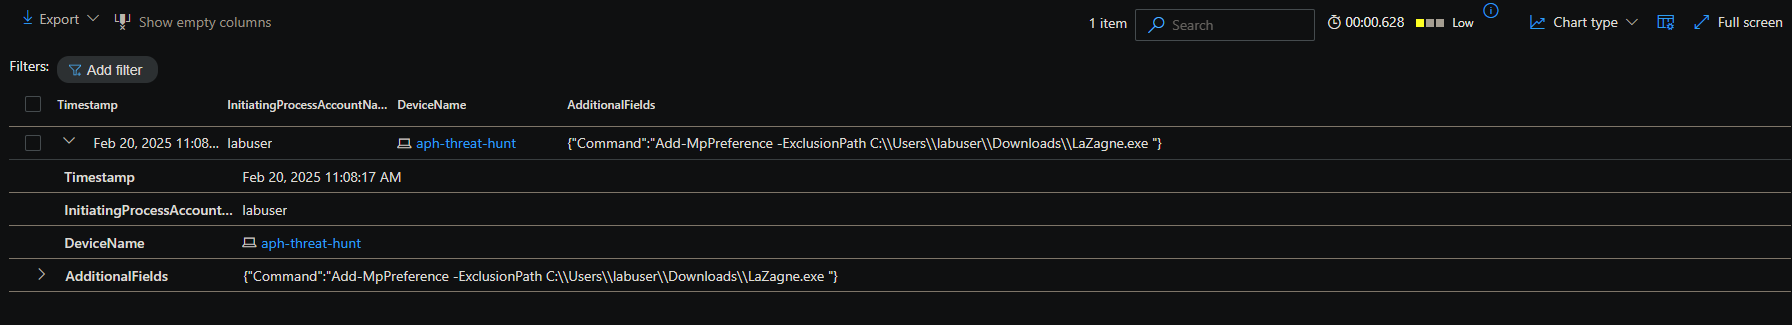 Export Show empty columns 1 item Search 00:00.628 Low Chart type Full screen
Filters: Add filter
Timestamp InitiatingProcessAccountNa... DeviceName AdditionalFields
Feb 20, 2025 11:08... labuser aph-threat-hunt {"Command":"Add-MpPreference -ExclusionPath C:\\Users\\labuser\\Downloads\\LaZagne.exe "}
Timestamp Feb 20, 2025 11:08:17 AM
InitiatingProcessAccount... labuser
DeviceName aph-threat-hunt
AdditionalFields {"Command":"Add-MpPreference -ExclusionPath C:\\Users\\labuser\\Downloads\\LaZagne.exe "}